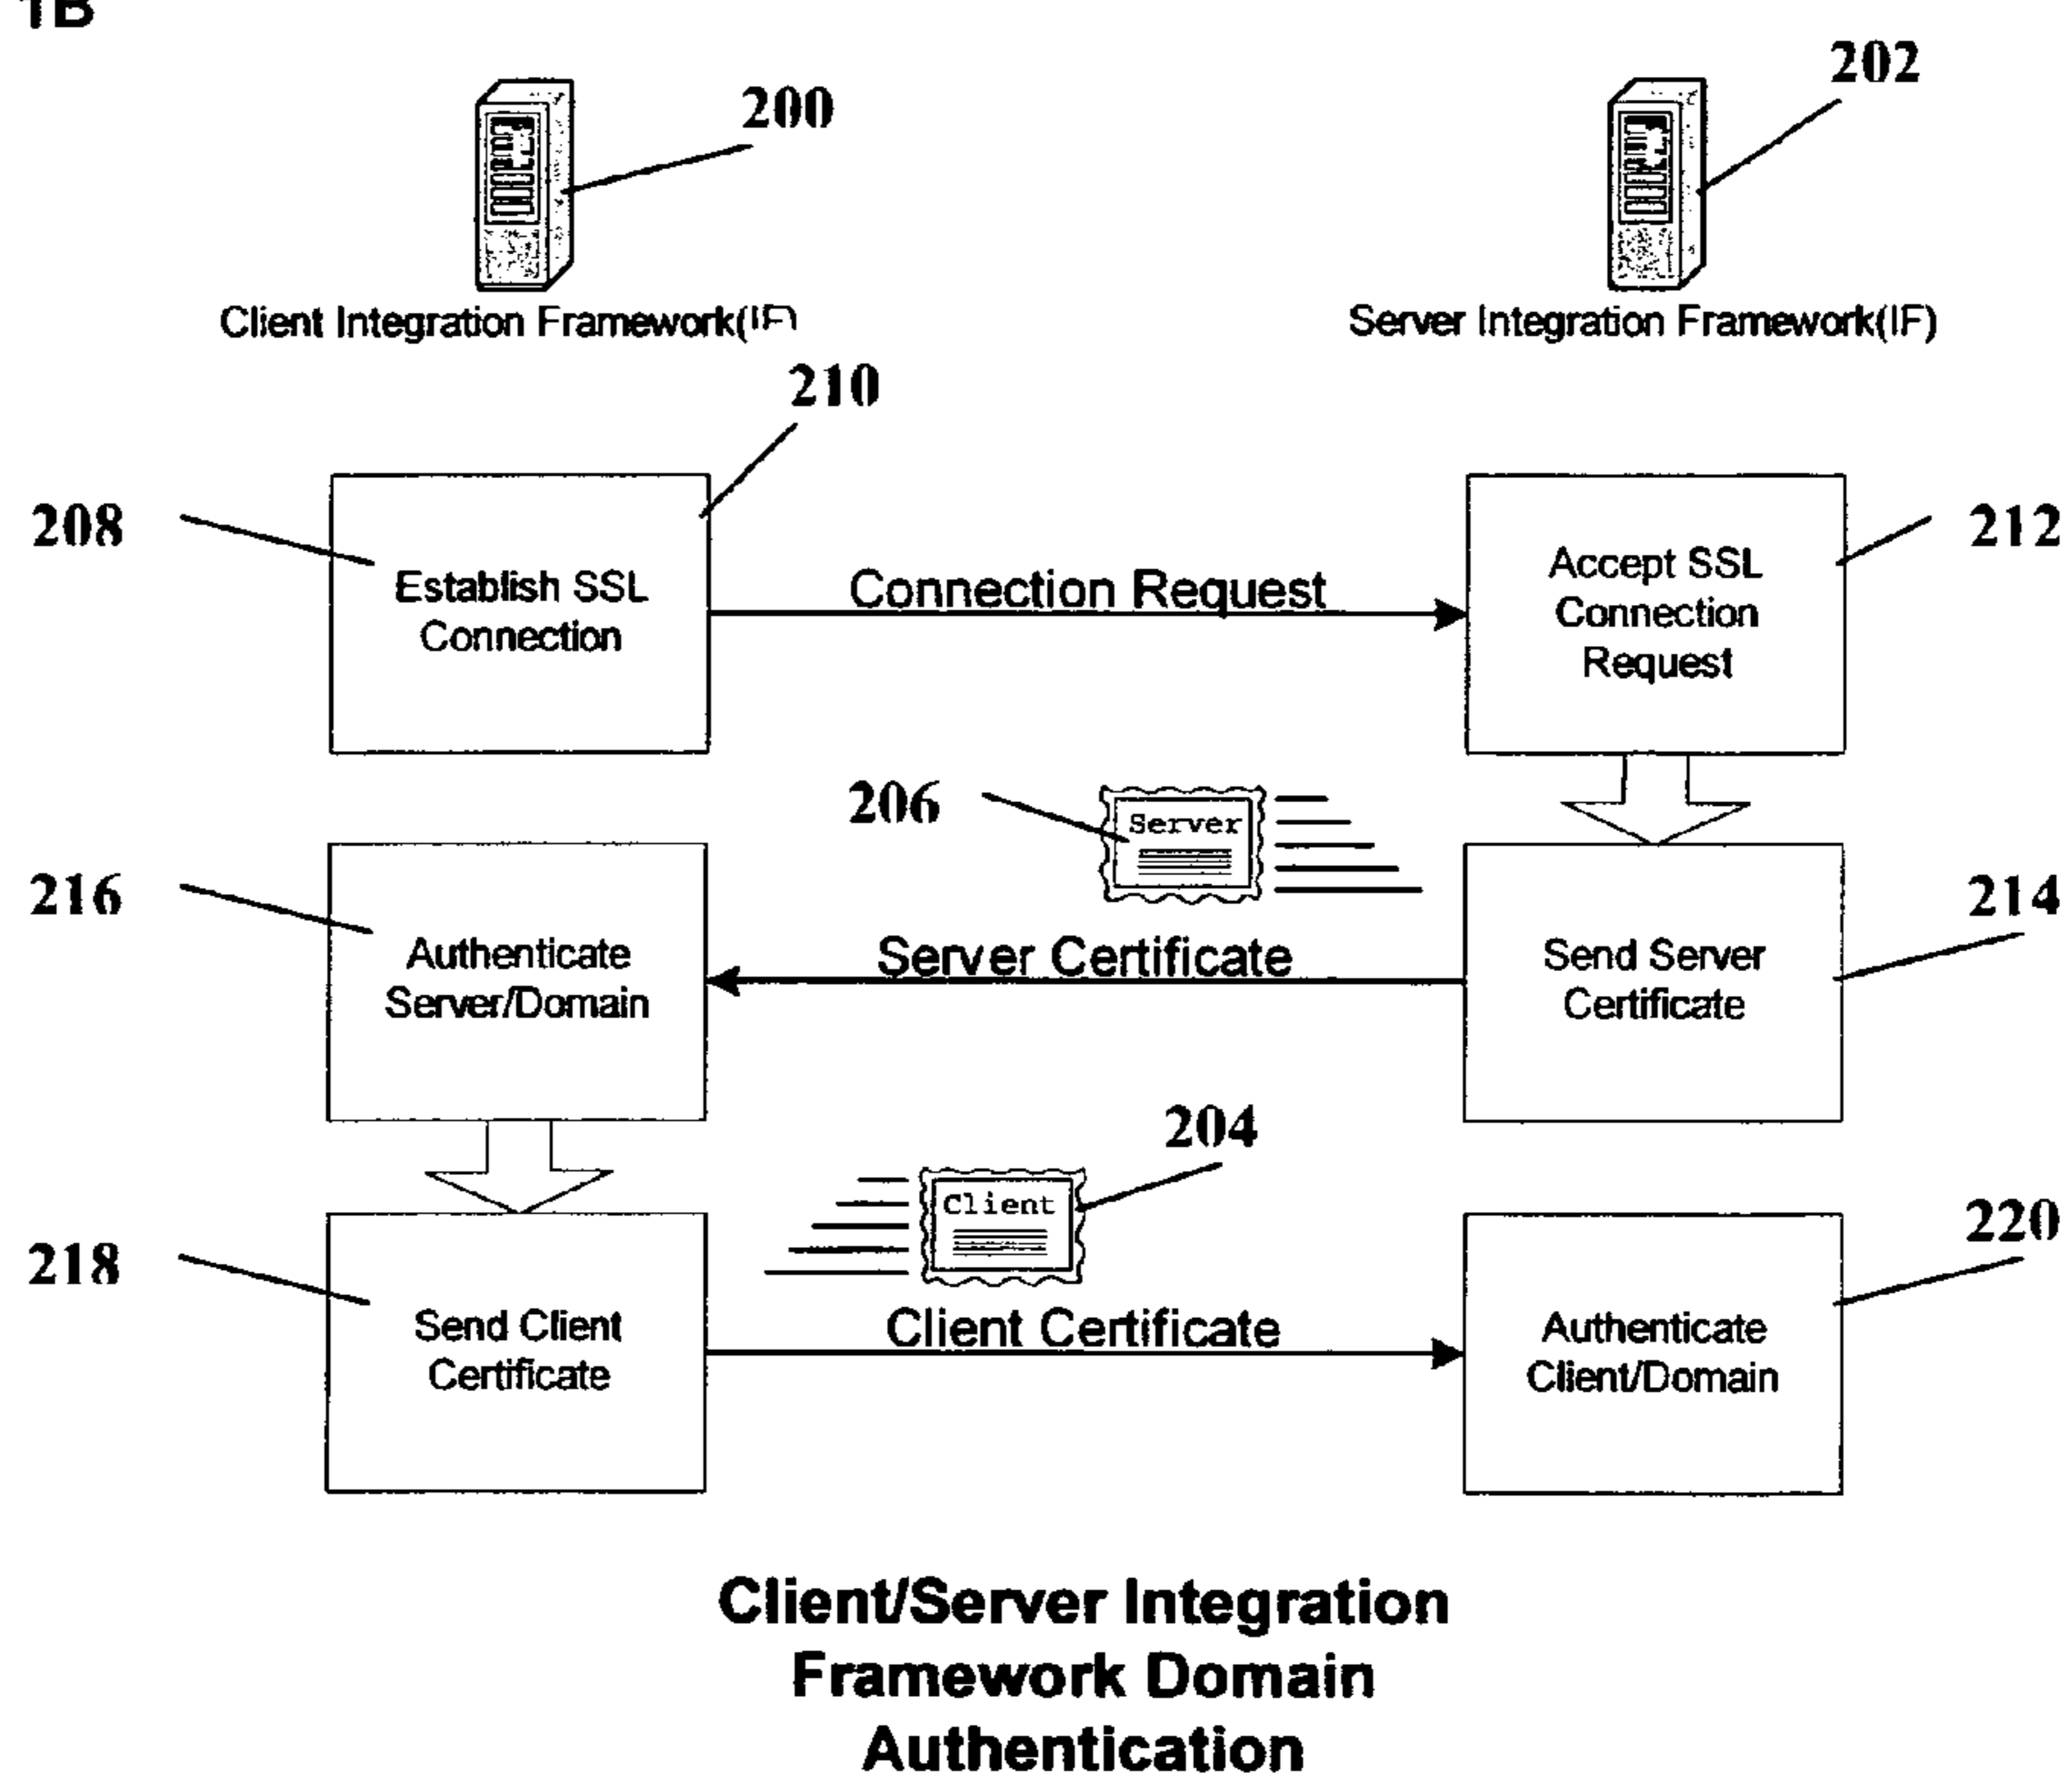 1B
200
202
Client Integration Framework(IF)
Server Integration Framework(IF)
210
208
212
Establish SSL
Connection
Connection Request
Accept SSL
Connection
Request
206
Server
216
214
Authenticate
Server/Domain
Server Certificate
Send Server
Certificate
204
Client
218
220
Send Client
Certificate
Client Certificate
Authenticate
Client/Domain
Client/Server Integration
Framework Domain
Authentication